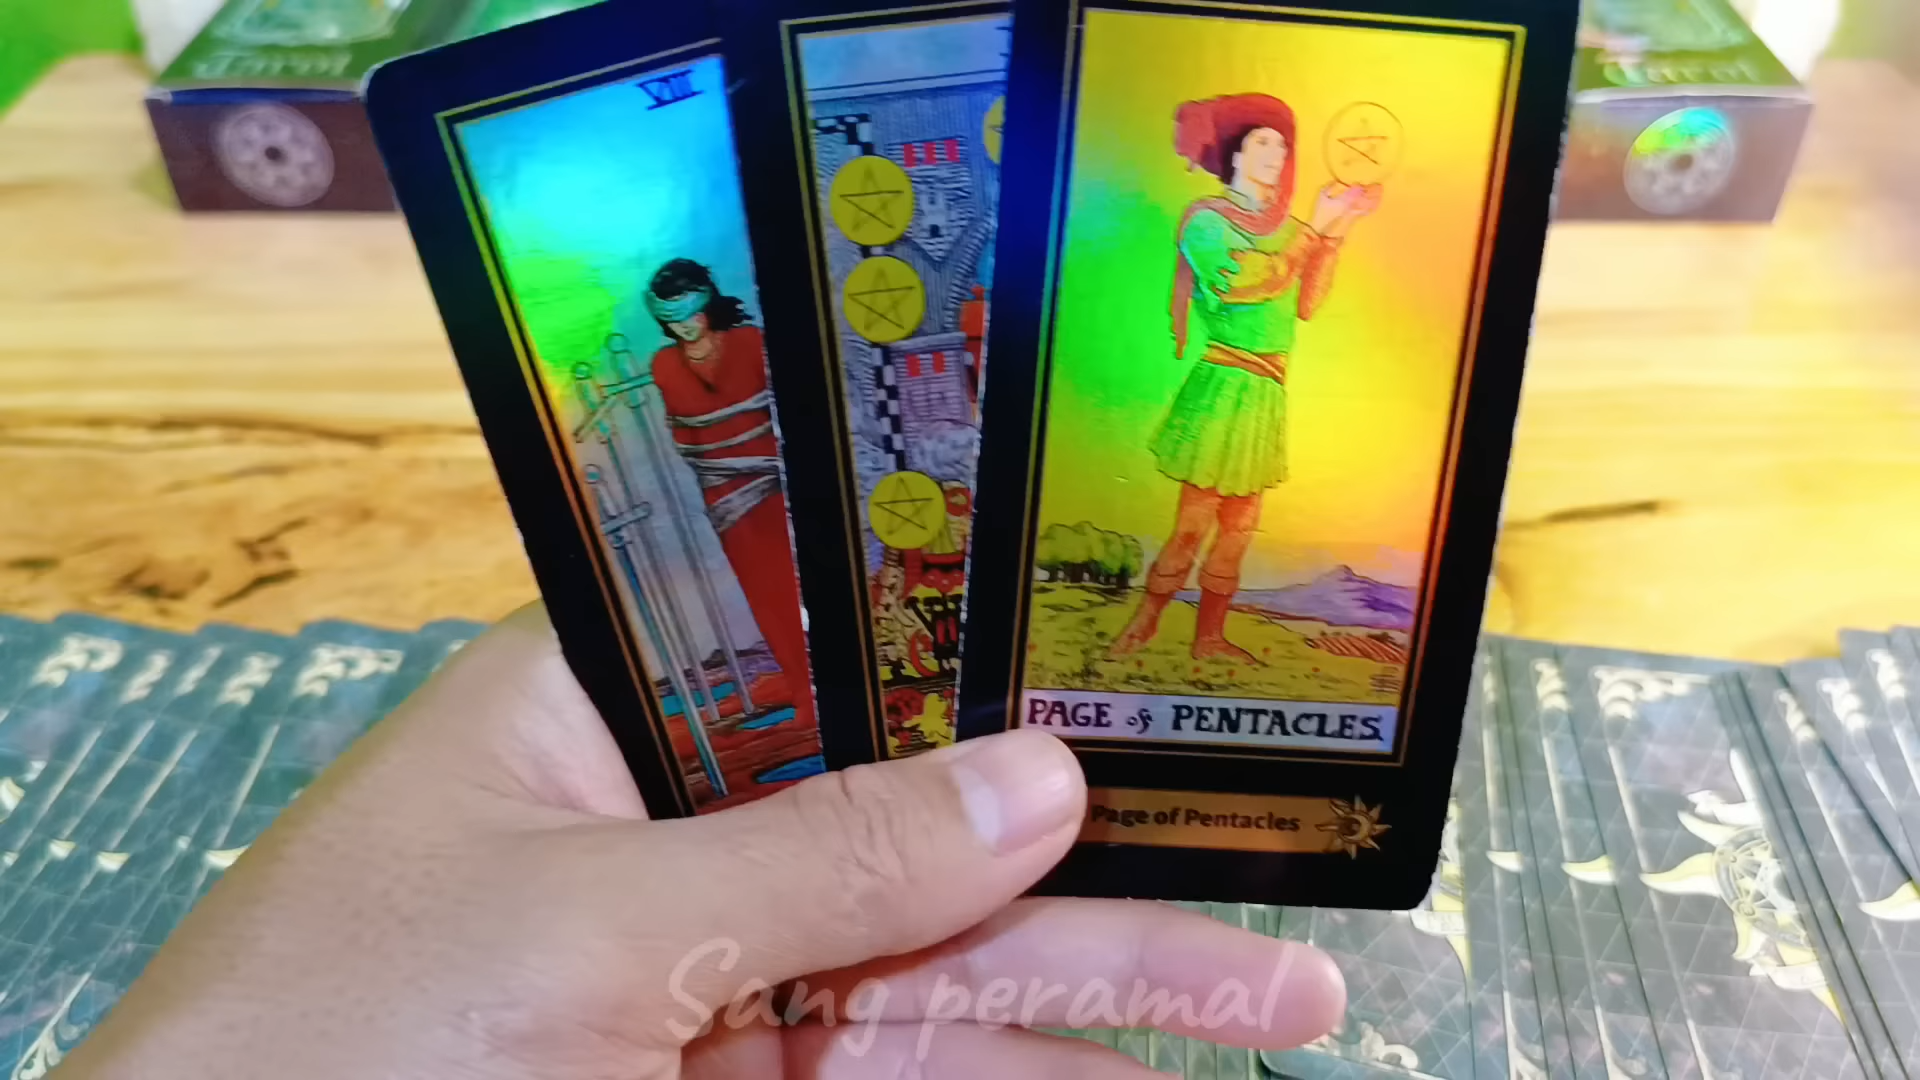 VIII
PAGE of PENTACLES.
Page of Pentacles
Sang peramal